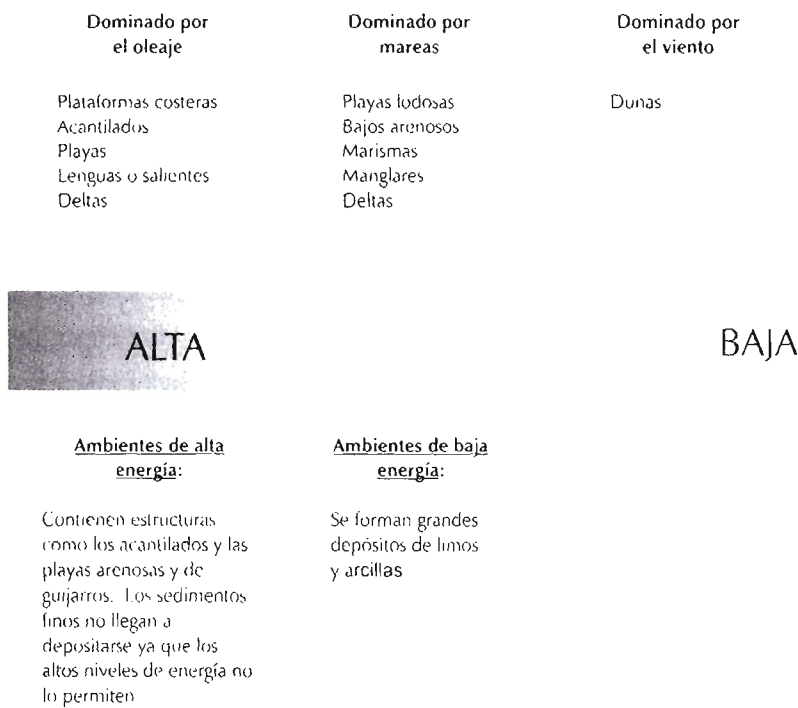 Dominado por
el oleaje
Plataformas costeras
Acantilados
Playas
Lenguas o salientes
Deltas
Dominado por
mareas
Playas lodosas
Bajos arenosos
Marismas
Manglares
Deltas
Dominado por
el viento
Dunas
ALTA
BAJA
Ambientes de alta
energía:
Contienen estructuras
como los acantilados y las
playas arenosas y de
guijarros. Los sedimentos
finos no llegan a
depositarse ya que los
altos niveles de energía no
lo permiten
Ambientes de baja
energía:
Se forman grandes
depósitos de limos
y arcillas